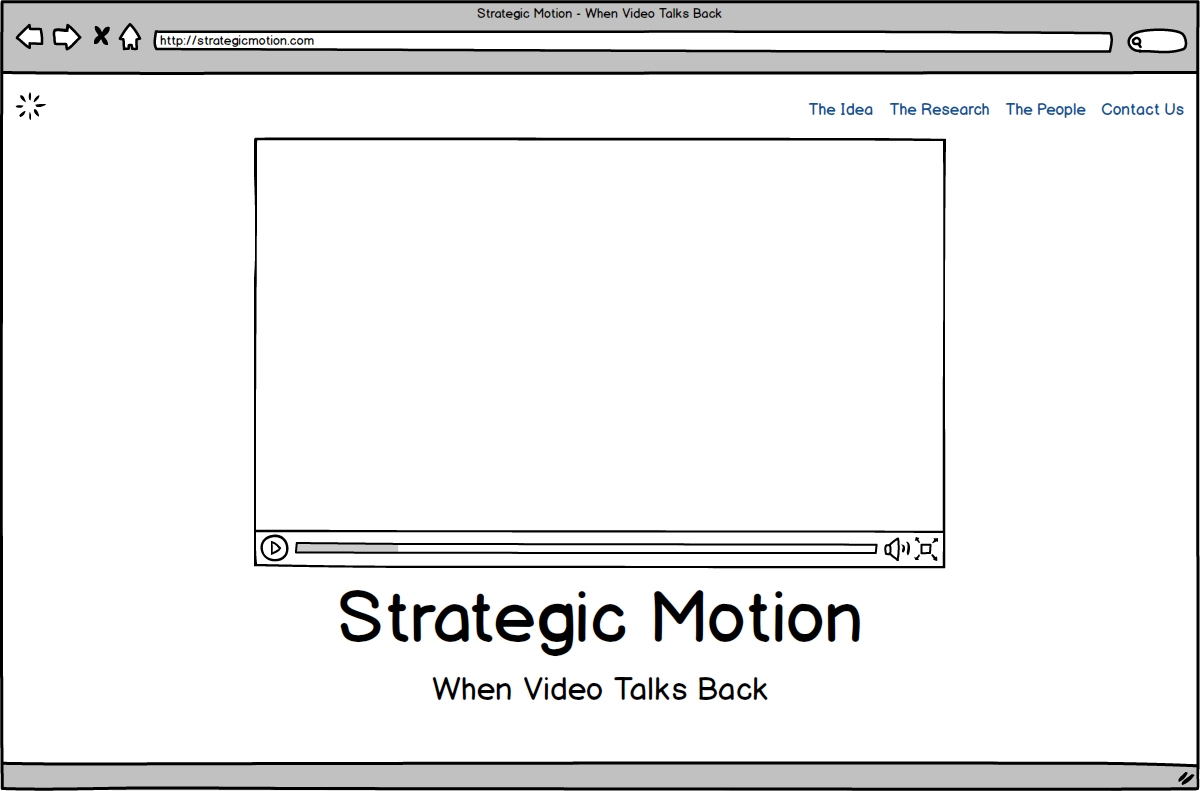 Strategic Motion - When Video Talks Back
http://strategicmotion.com
The Idea The Research The People Contact Us
Strategic Motion
When Video Talks Back